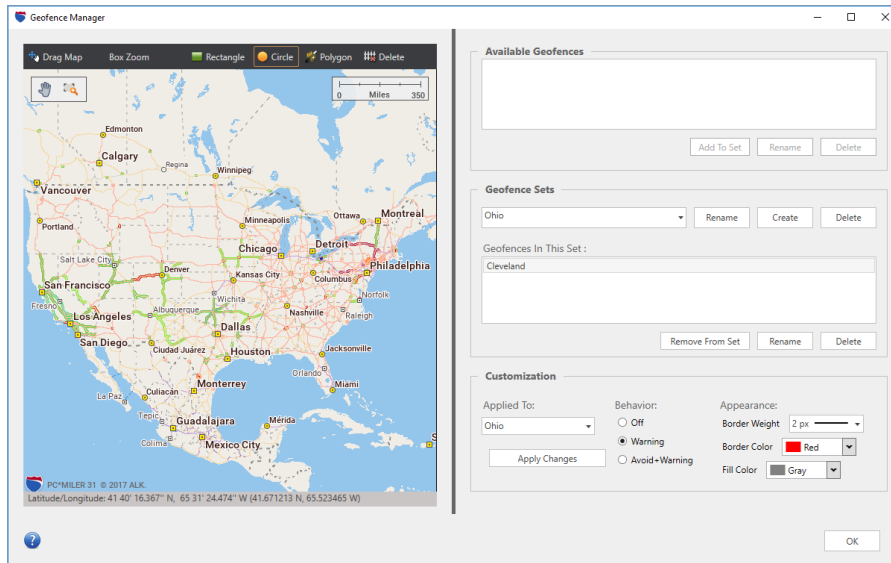 Geofence Manager
Drag Map Box Zoom Rectangle Circle Polygon Delete
0 Miles 350
Edmonton
Calgary
Regina
Winnipeg
Vancouver
Portland
Minneapolis
Ottawa
Montreal
Chicago
Detroit
Salt Lake City
Denver
Kansas City
Columbus
Philadelphia
San Francisco
Fresno
Wichita
Norfolk
Albuquerque
Nashville
Raleigh
Los Angeles
Dallas
San Diego
Ciudad Juárez
Houston
Jacksonville
Orlando
Culiacán
Monterrey
Miami
La Paz
Tepic
Guadalajara
Mérida
Colima
Mexico City
S
PC*MILER 31 © 2017 ALK.
Latitude/Longitude: 41 40' 16.367" N, 65 31' 24.474" W (41.671213 N, 65.523465 W)
Available Geofences
Add To Set Rename Delete
Geofence Sets
Ohio Rename Create Delete
Geofences In This Set :
Cleveland
Remove From Set Rename Delete
Customization
Applied To: Behavior: Appearance:
Ohio Off Border Weight 2 px
Warning Border Color Red
Apply Changes Avoid+Warning Fill Color Gray
OK